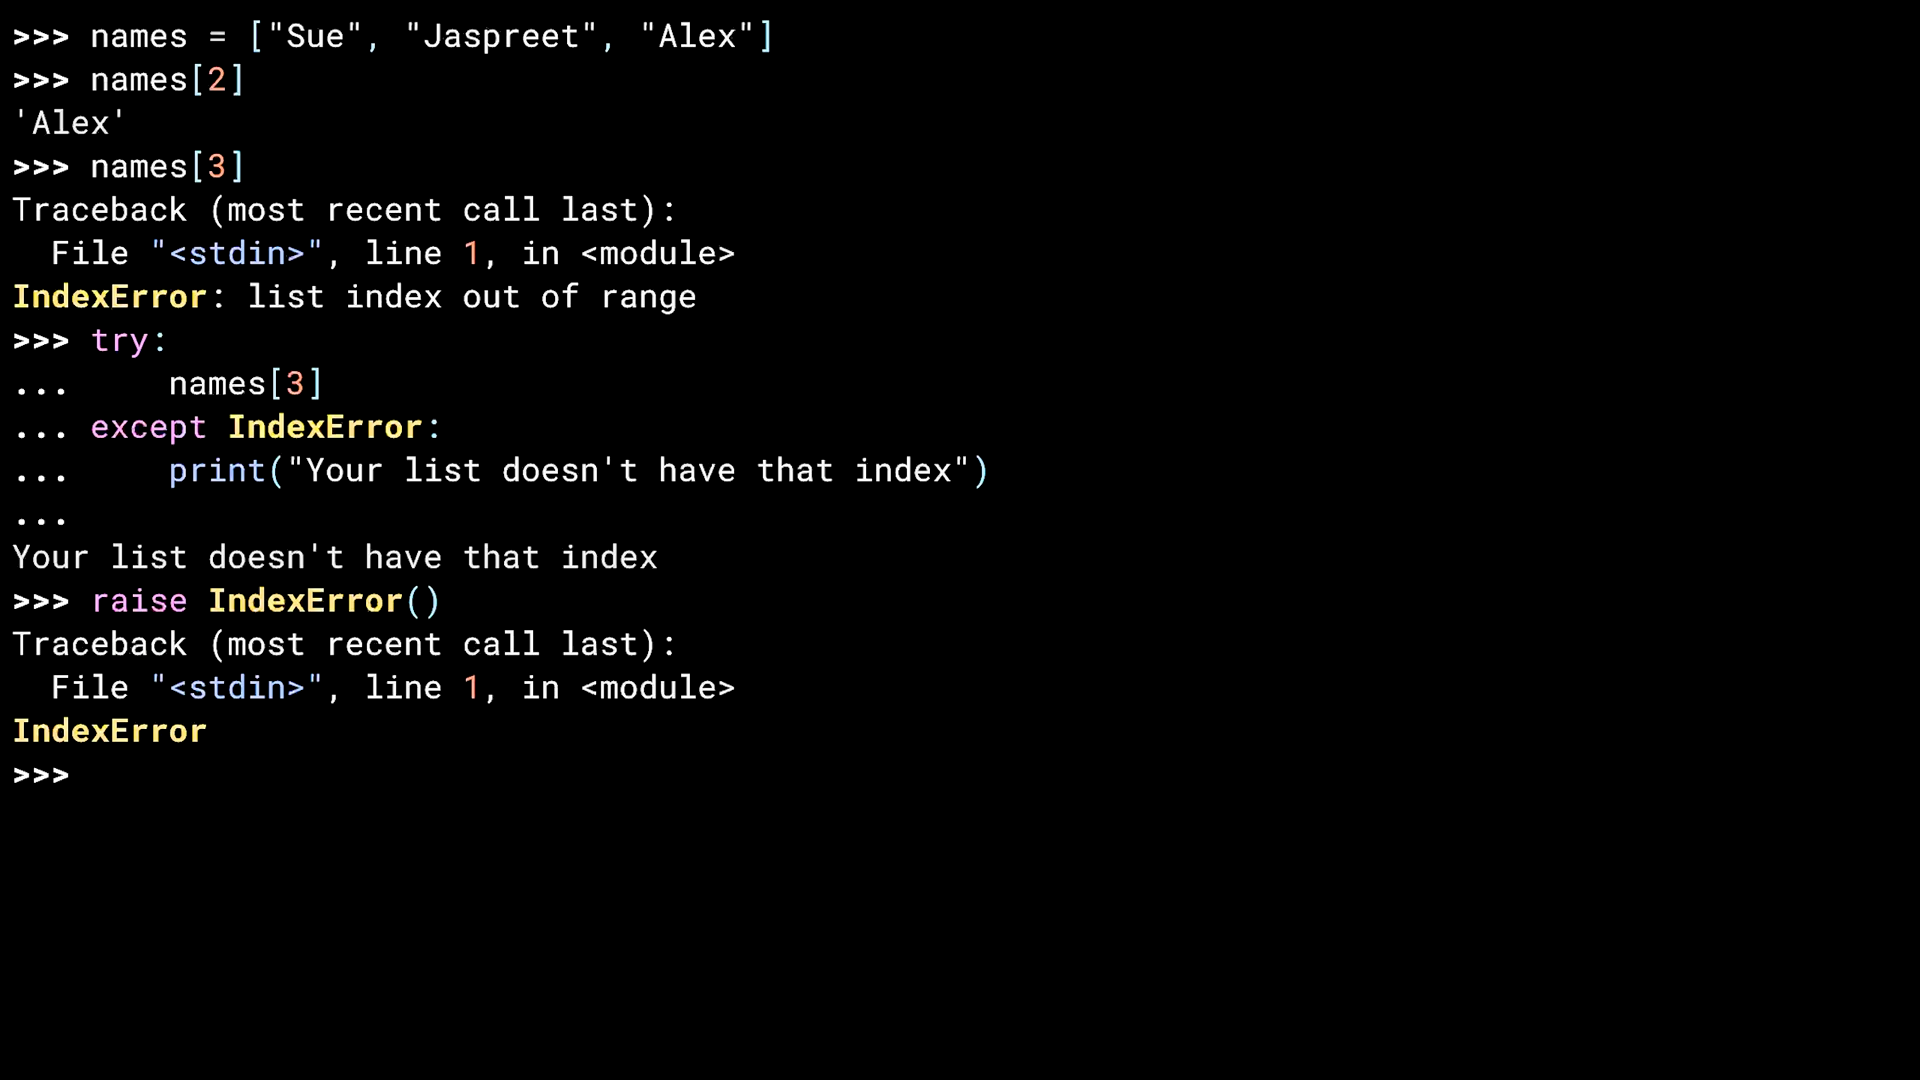 >>> names = ["Sue", "Jaspreet", "Alex"]
>>> names[2]
'Alex'
>>> names[3]
Traceback (most recent call last):
  File "<stdin>", line 1, in <module>
IndexError: list index out of range
>>> try:
...     names[3]
... except IndexError:
...     print("Your list doesn't have that index")
...
Your list doesn't have that index
>>> raise IndexError()
Traceback (most recent call last):
  File "<stdin>", line 1, in <module>
IndexError
>>>